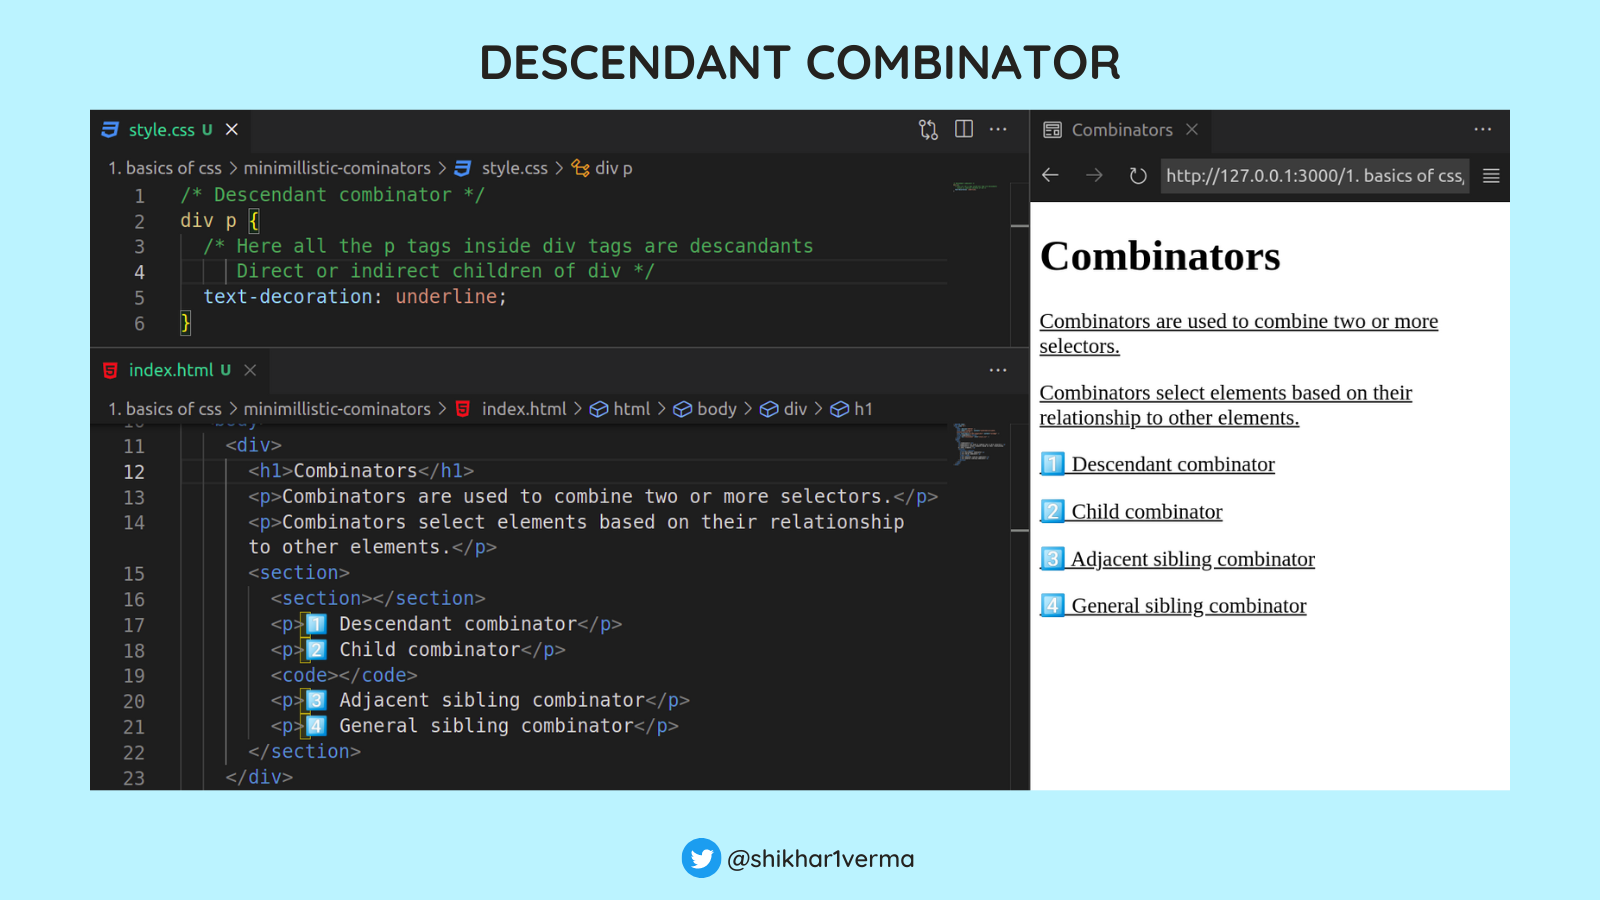 DESCENDANT COMBINATOR
style.css U
1. basics of css > minimillistic-cominators > style.css > div p
1 /* Descendant combinator */
2 div p {
3 /* Here all the p tags inside div tags are descandants
4 Direct or indirect children of div */
5 text-decoration: underline;
6 }
index.html U
1. basics of css > minimillistic-cominators > index.html > html > body > div > h1
11 <div>
12 <h1>Combinators</h1>
13 <p>Combinators are used to combine two or more selectors.</p>
14 <p>Combinators select elements based on their relationship
to other elements.</p>
15 <section>
16 <section></section>
17 <p>1️⃣ Descendant combinator</p>
18 <p>2️⃣ Child combinator</p>
19 <code></code>
20 <p>3️⃣ Adjacent sibling combinator</p>
21 <p>4️⃣ General sibling combinator</p>
22 </section>
23 </div>
Combinators
http://127.0.0.1:3000/1. basics of css,
Combinators
Combinators are used to combine two or more
selectors.
Combinators select elements based on their
relationship to other elements.
1️⃣ Descendant combinator
2️⃣ Child combinator
3️⃣ Adjacent sibling combinator
4️⃣ General sibling combinator
@shikhar1verma